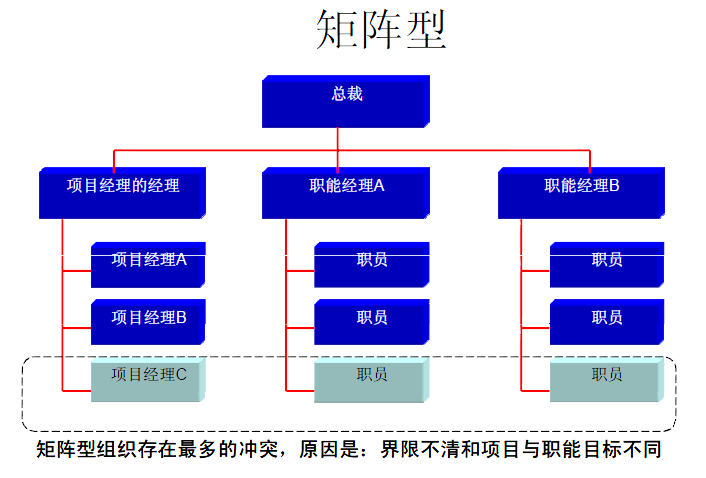 矩阵型
总裁
项目经理的经理
职能经理A
职能经理B
项目经理A
职员
职员
项目经理B
职员
职员
项目经理C
职员
职员
矩阵型组织存在最多的冲突，原因是：界限不清和项目与职能目标不同